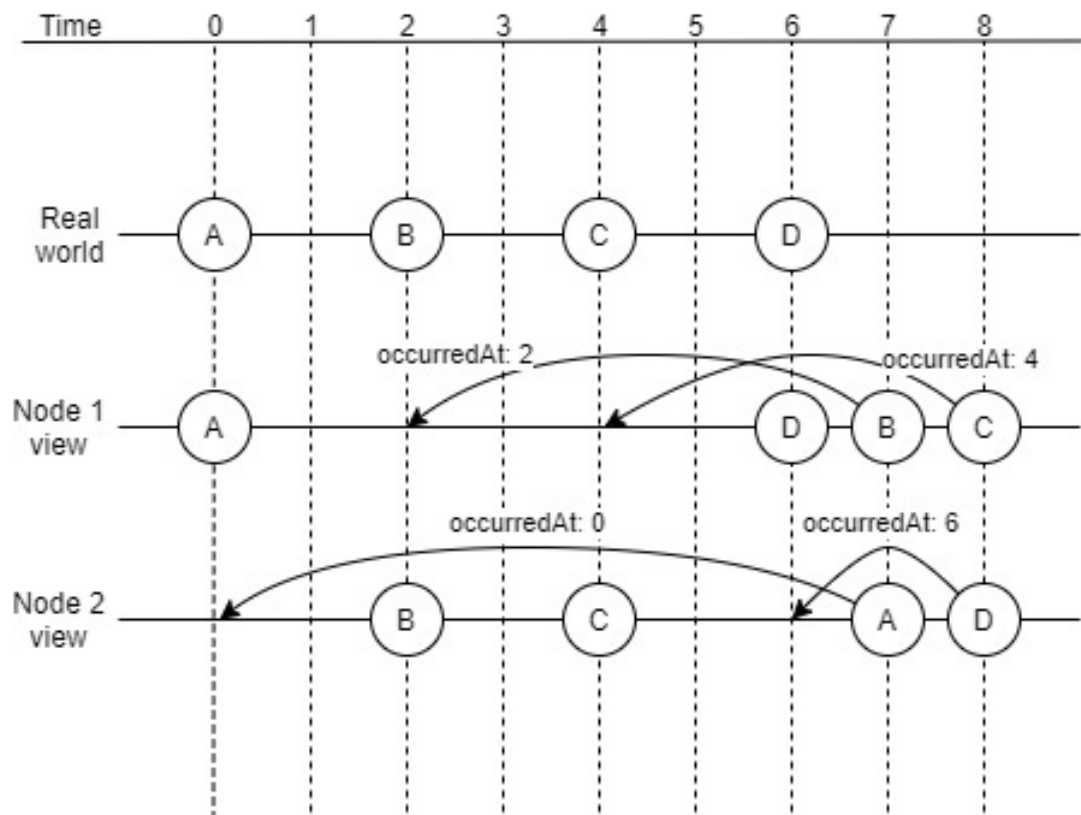 Time 0 1 2 3 4 5 6 7 8
Real
world
A B C D
occurredAt: 2
occurredAt: 4
Node 1
view
A D B C
occurredAt: 0
occurredAt: 6
Node 2
view
B C A D